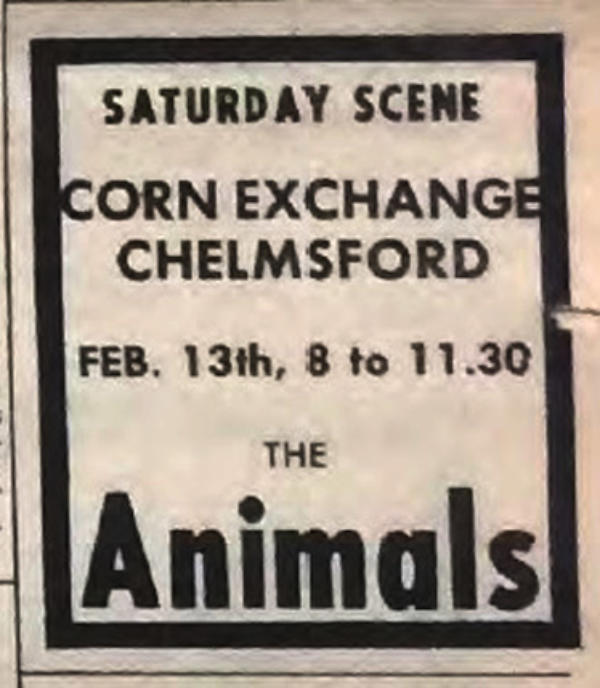 SATURDAY SCENE
CORN EXCHANGE
CHELMSFORD
FEB. 13th, 8 to 11.30
THE
Animals